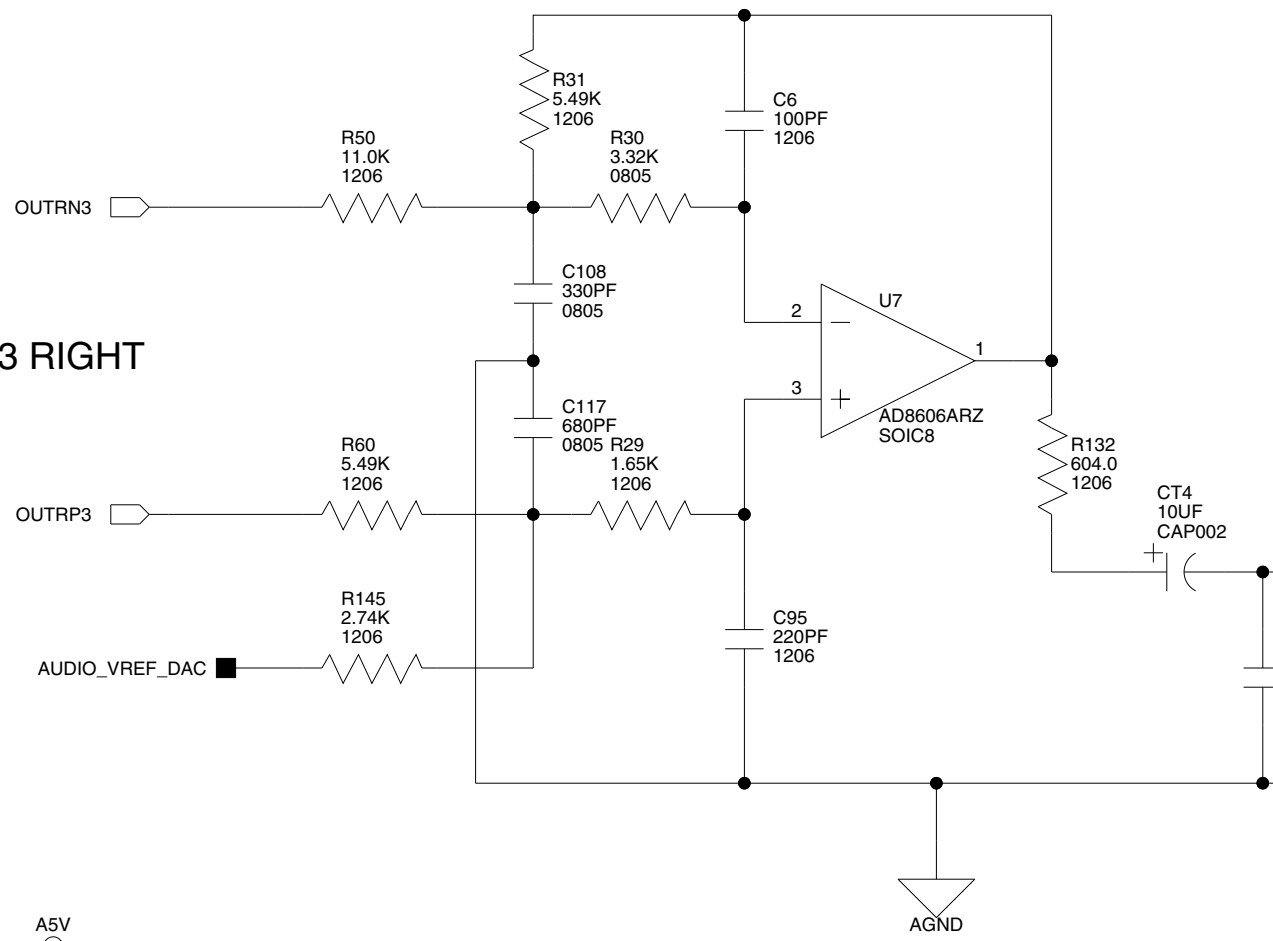 R31
5.49K
1206
C6
100PF
1206
R50
11.0K
1206
R30
3.32K
0805
OUTRN3
C108
330PF
0805
U7
2
1
3 RIGHT
3
AD8606ARZ
SOIC8
C117
680PF
0805
R60
5.49K
1206
R29
1.65K
1206
R132
604.0
1206
OUTRP3
CT4
10UF
CAP002
R145
2.74K
1206
C95
220PF
1206
AUDIO_VREF_DAC
A5V
AGND